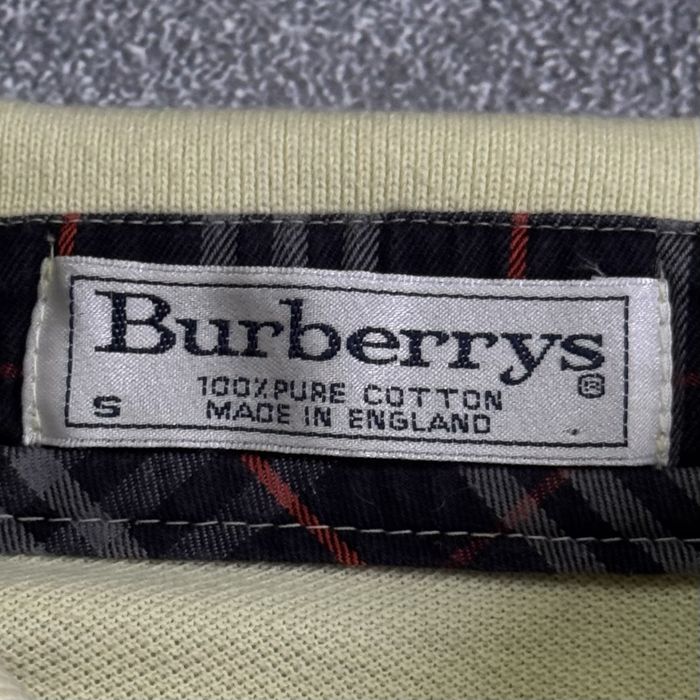 Burberrys®
100% PURE COTTON
S MADE IN ENGLAND